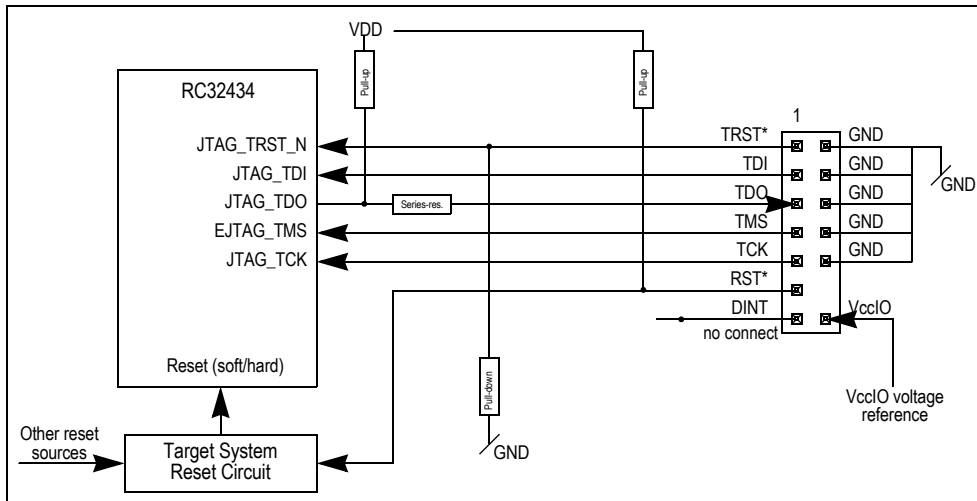 VDD
Pull-up
Pull-up
RC32434
1
JTAG_TRST_N
TRST*
GND
JTAG_TDI
TDI
GND
GND
JTAG_TDO
Series-res.
TDO
GND
EJTAG_TMS
TMS
GND
JTAG_TCK
TCK
GND
RST*
DINT
VccIO
no connect
Reset (soft/hard)
Pull-down
VccIO voltage
reference
Other reset
sources
Target System
Reset Circuit
GND